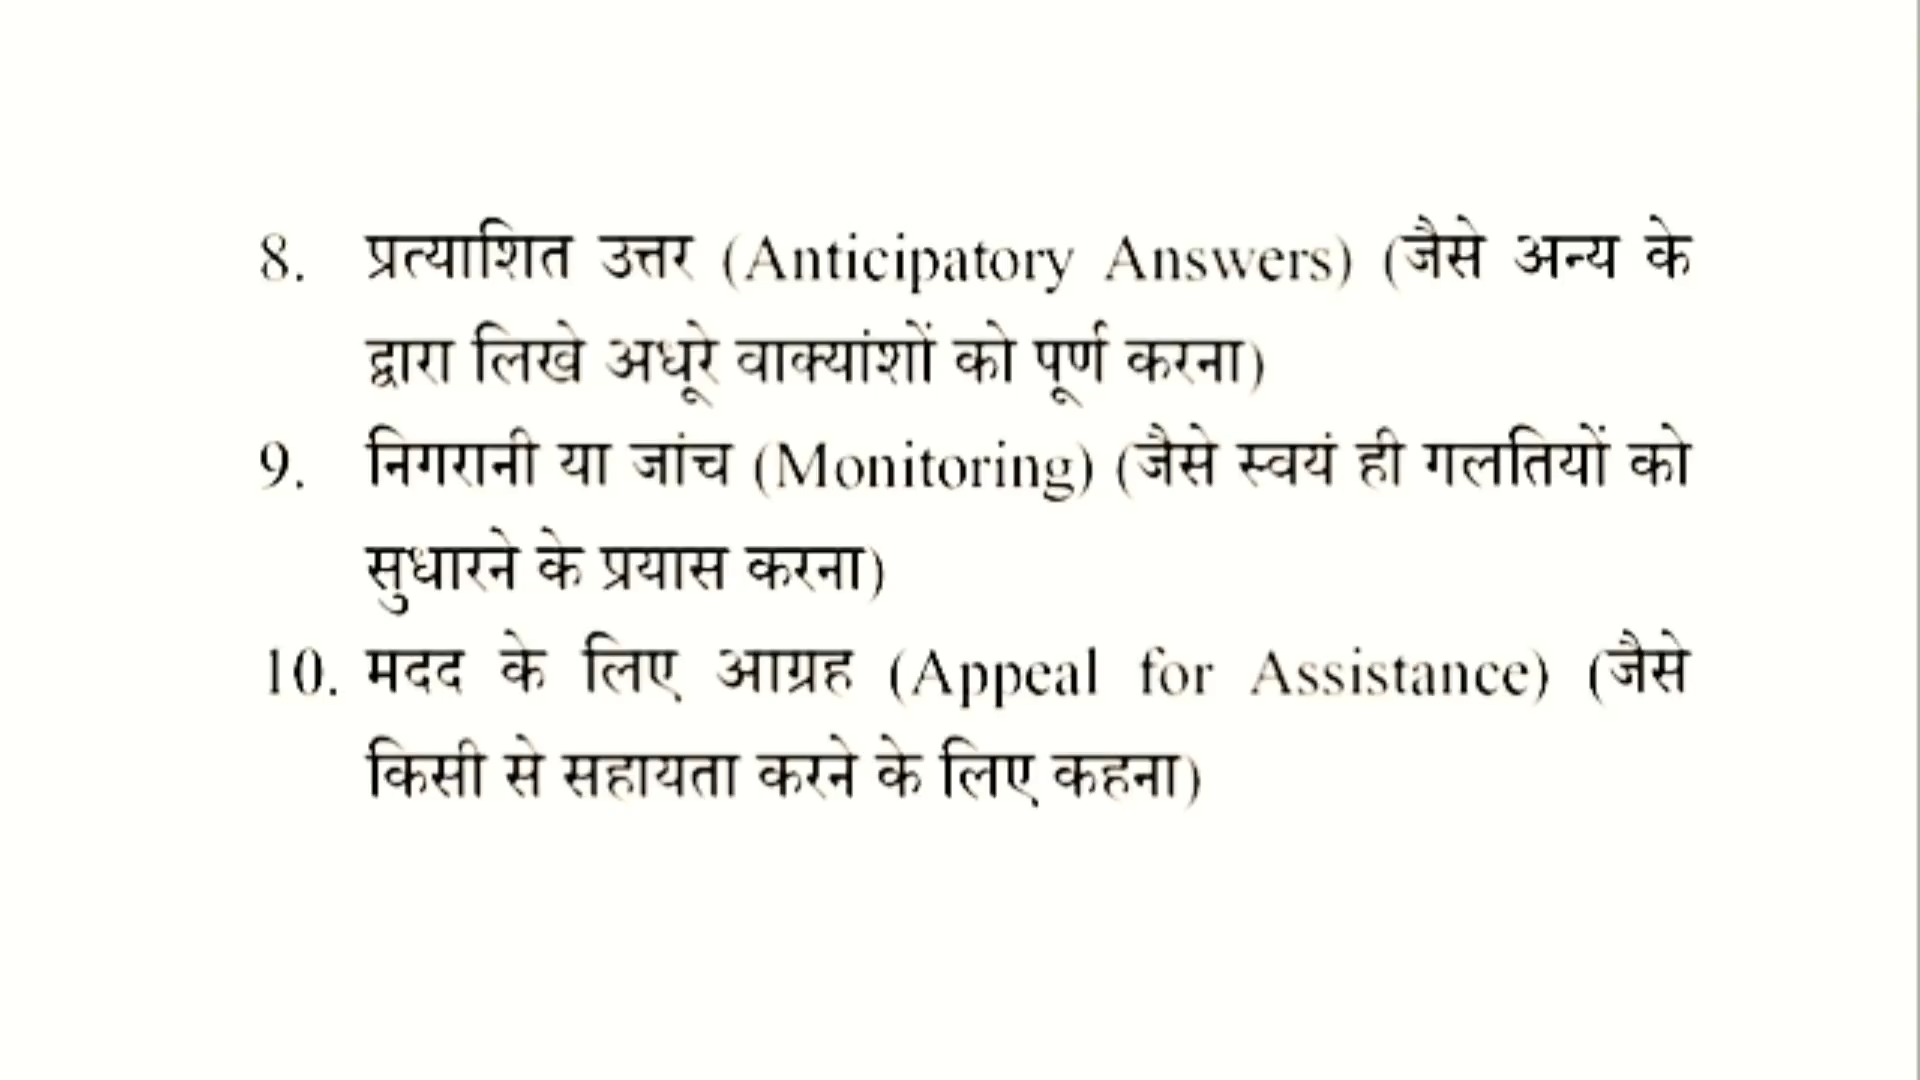 8. प्रत्याशित उत्तर (Anticipatory Answers) (जैसे अन्य के
द्वारा लिखे अधूरे वाक्यांशों को पूर्ण करना)
9. निगरानी या जांच (Monitoring) (जैसे स्वयं ही गलतियों को
सुधारने के प्रयास करना)
10. मदद के लिए आग्रह (Appeal for Assistance) (जैसे
किसी से सहायता करने के लिए कहना)